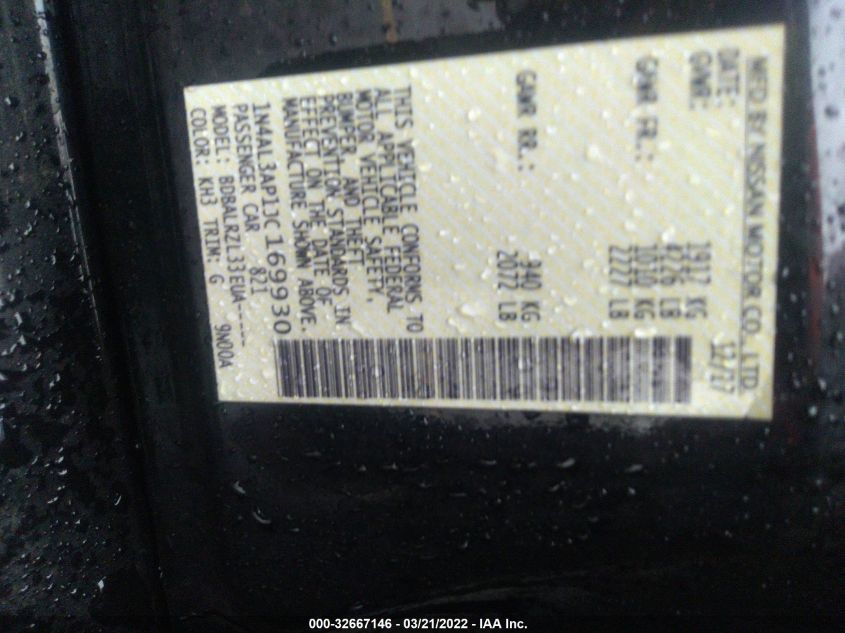 MFD BY NISSAN MOTOR CO., LTD
DATE: 12/17
GVWR: 1917 KG
4226 LB
GAWR FR.: 1010 KG
2227 LB
GAWR RR.: 940 KG
2072 LB
THIS VEHICLE CONFORMS TO
ALL APPLICABLE FEDERAL
MOTOR VEHICLE SAFETY,
BUMPER, AND THEFT
PREVENTION STANDARDS IN
EFFECT ON THE DATE OF
MANUFACTURE SHOWN ABOVE.
1N4AL3AP1JC169930
PASSENGER CAR 821
MODEL: BDBALRZL33EUA-----
COLOR: KH3 TRIM: G 9N00A
000-32667146 - 03/21/2022 - IAA Inc.